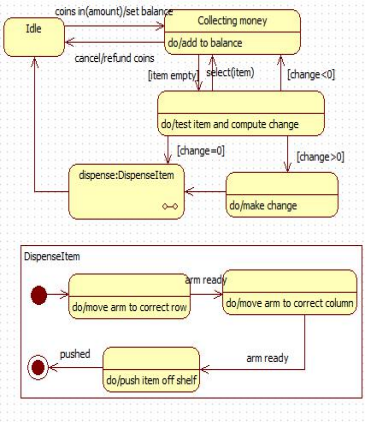 coins in(amount)/set balance
Idle
Collecting money
do/add to balance
cancel/refund coins
[item empty]
select(item)
[change<0]
do/test item and compute change
[change=0]
[change>0]
dispense:DispenseItem
do/make change
DispenseItem
arm ready
do/move arm to correct row
do/move arm to correct column
pushed
arm ready
do/push item off shelf